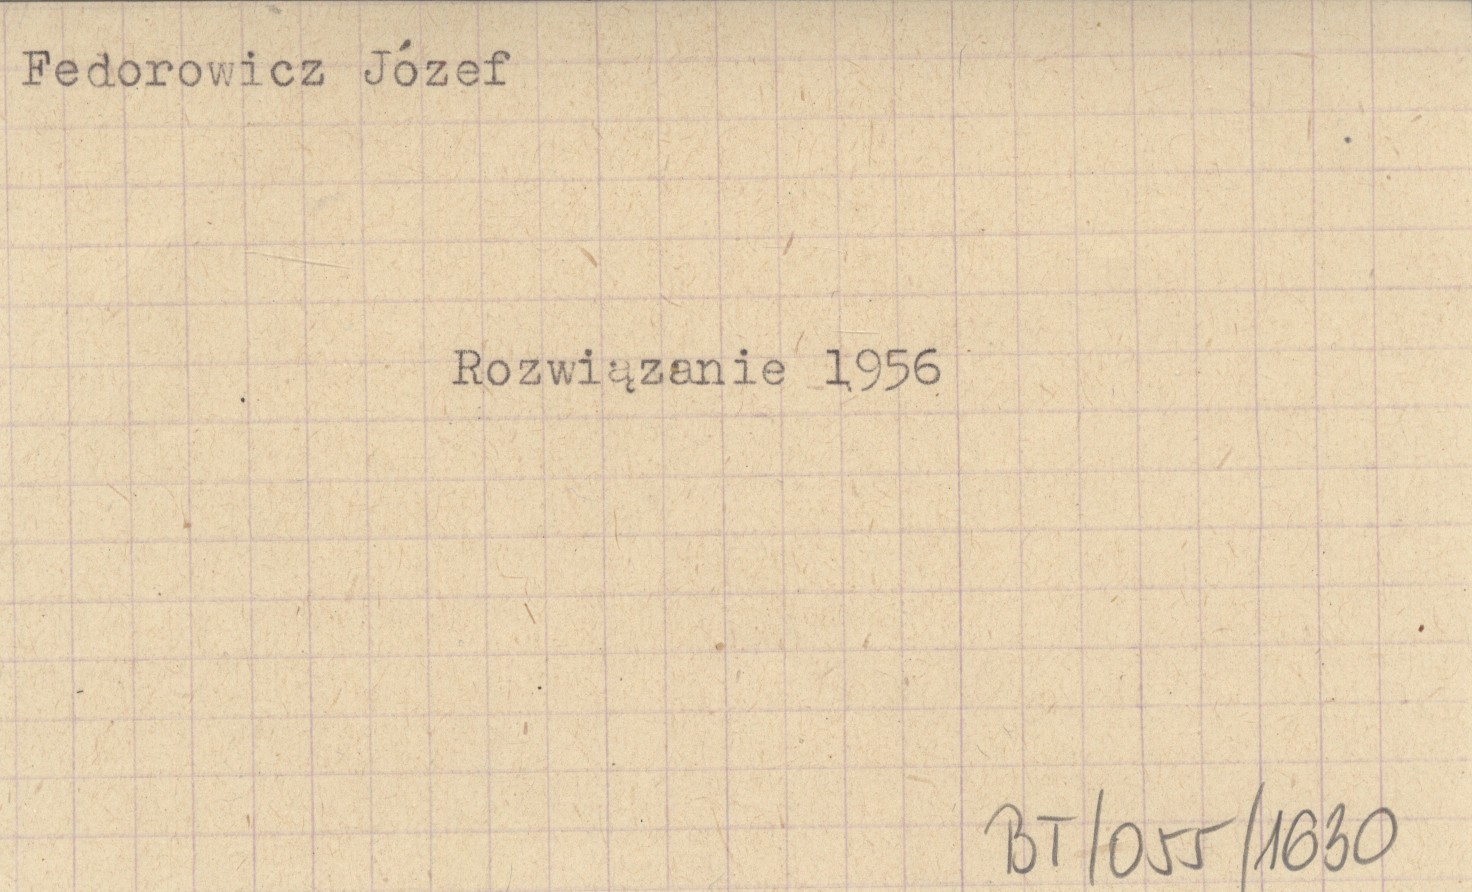 Fedorowicz Józef
Rozwiązanie 1956
BT/055/1630